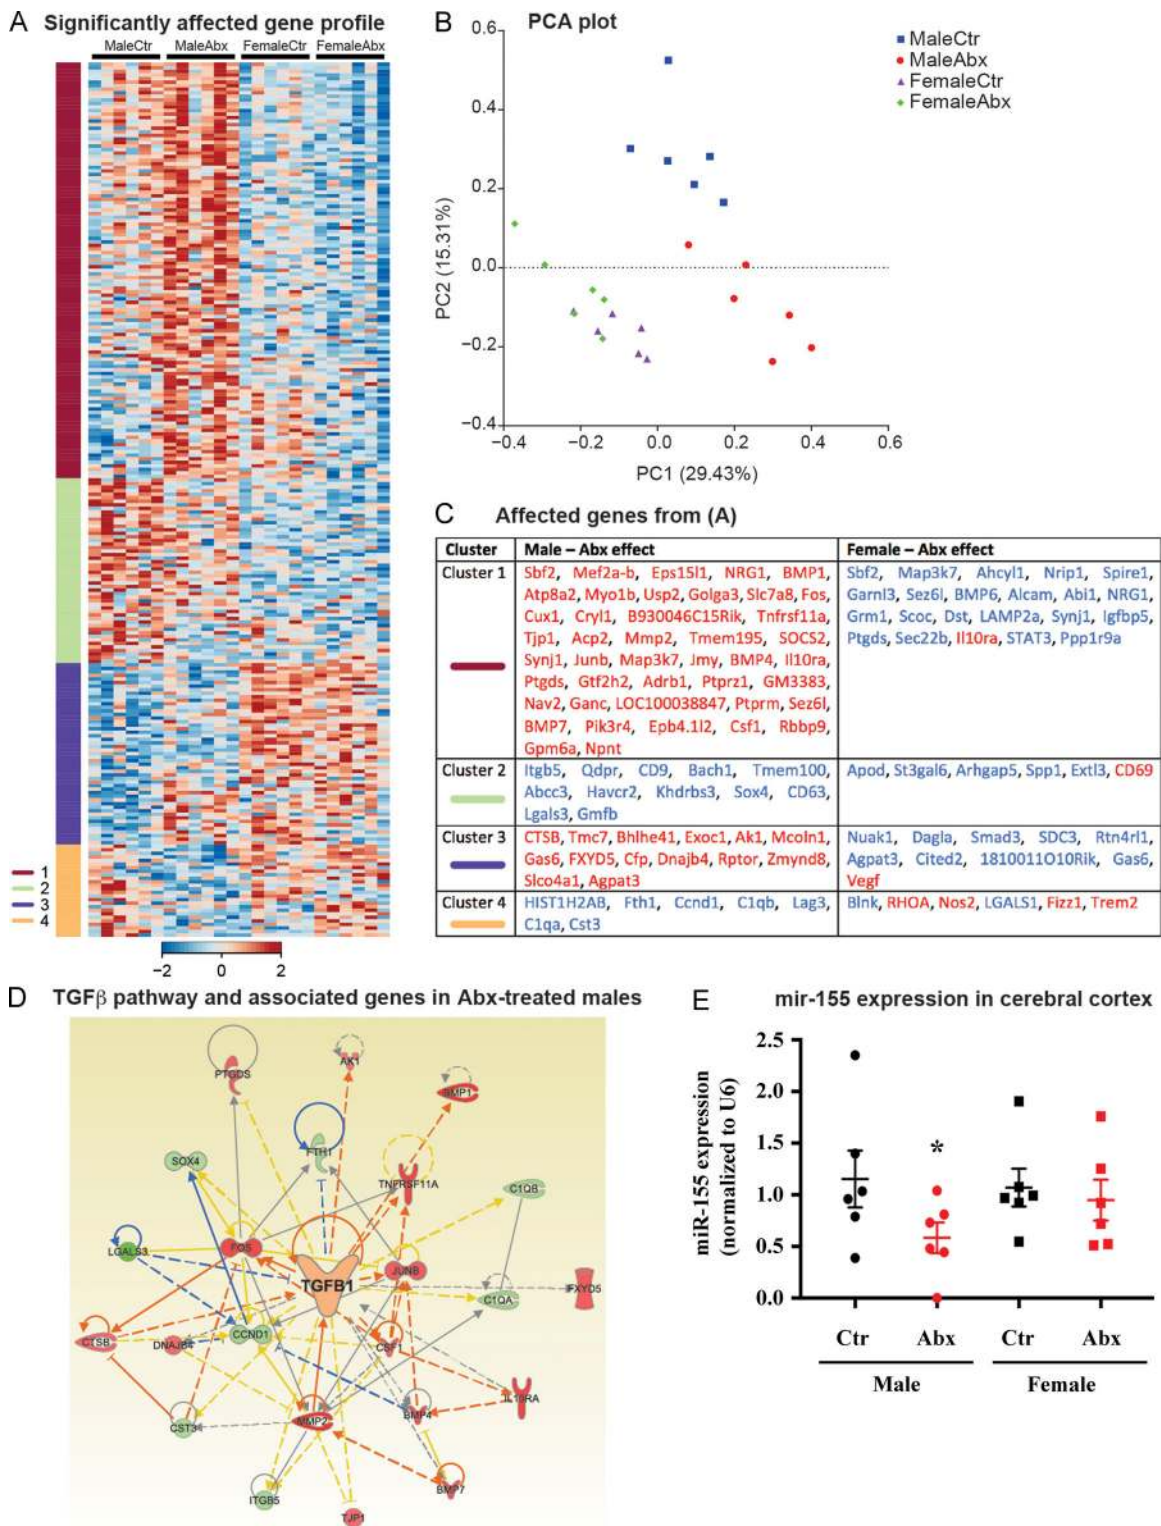 A Significantly affected gene profile
MaleCtr MaleAbx FemaleCtr FemaleAbx
1
2
3
4
−2 0 2
B PCA plot
MaleCtr
MaleAbx
FemaleCtr
FemaleAbx
0.6
0.4
0.2
0.0
−0.2
−0.4
PC2 (15.31%)
−0.4 −0.2 0.0 0.2 0.4 0.6
PC1 (29.43%)
C Affected genes from (A)
Cluster Male – Abx effect Female – Abx effect
Cluster 1
Sbf2, Mef2a-b, Eps15l1, NRG1, BMP1,
Atp8a2, Myo1b, Usp2, Golga3, Slc7a8, Fos,
Cux1, Cryl1, B930046C15Rik, Tnfrsf11a,
Tjp1, Acp2, Mmp2, Tmem195, SOCS2,
Synj1, Junb, Map3k7, Jmy, BMP4, Il10ra,
Ptgds, Gtf2h2, Adrb1, Ptprz1, GM3383,
Nav2, Ganc, LOC100038847, Ptprm, Sez6l,
BMP7, Pik3r4, Epb4.1l2, Csf1, Rbbp9,
Gpm6a, Npnt
Sbf2, Map3k7, Ahcyl1, Nrip1, Spire1,
Garnl3, Sez6l, BMP6, Alcam, Abi1, NRG1,
Grm1, Scoc, Dst, LAMP2a, Synj1, Igfbp5,
Ptgds, Sec22b, Il10ra, STAT3, Ppp1r9a
Cluster 2
Itgb5, Qdpr, CD9, Bach1, Tmem100,
Abcc3, Havcr2, Khdrbs3, Sox4, CD63,
Lgals3, Gmfb
Apod, St3gal6, Arhgap5, Spp1, Extl3, CD69
Cluster 3
CTSB, Tmc7, Bhlhe41, Exoc1, Ak1, Mcoln1,
Gas6, FXYD5, Cfp, Dnajb4, Rptor, Zmynd8,
Slco4a1, Agpat3
Nuak1, Dagla, Smad3, SDC3, Rtn4rl1,
Agpat3, Cited2, 1810011O10Rik, Gas6,
Vegf
Cluster 4
HIST1H2AB, Fth1, Ccnd1, C1qb, Lag3,
C1qa, Cst3
Blnk, RHOA, Nos2, LGALS1, Fizz1, Trem2
D TGFβ pathway and associated genes in Abx-treated males
PTGDS
AK1
BMP1
SOX4
FTH1
TNFRSF11A
C1QB
LGALS3
FOS
TGFB1
JUNB
FXYD5
C1QA
CTSB
DNAJB4
CCND1
CSF1
IL10RA
CST3
MMP2
BMP4
BMP7
ITGB5
TJP1
E mir-155 expression in cerebral cortex
miR-155 expression
(normalized to U6)
2.5
2.0
1.5
1.0
0.5
0.0
*
Ctr Abx Ctr Abx
Male Female